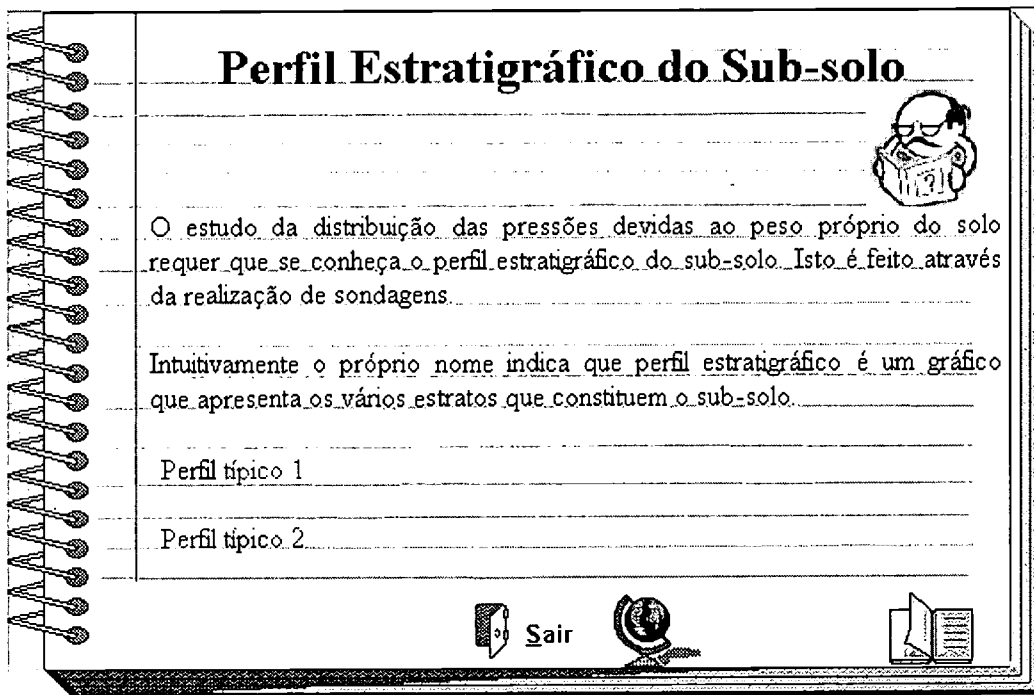 Perfil Estratigráfico do Sub-solo
?
O estudo da distribuição das pressões devidas ao peso próprio do solo
requer que se conheça o perfil estratigráfico do sub-solo. Isto é feito através
da realização de sondagens.
Intuitivamente o próprio nome indica que perfil estratigráfico é um gráfico
que apresenta os vários estratos que constituem o sub-solo.
Perfil típico 1
Perfil típico 2
Sair